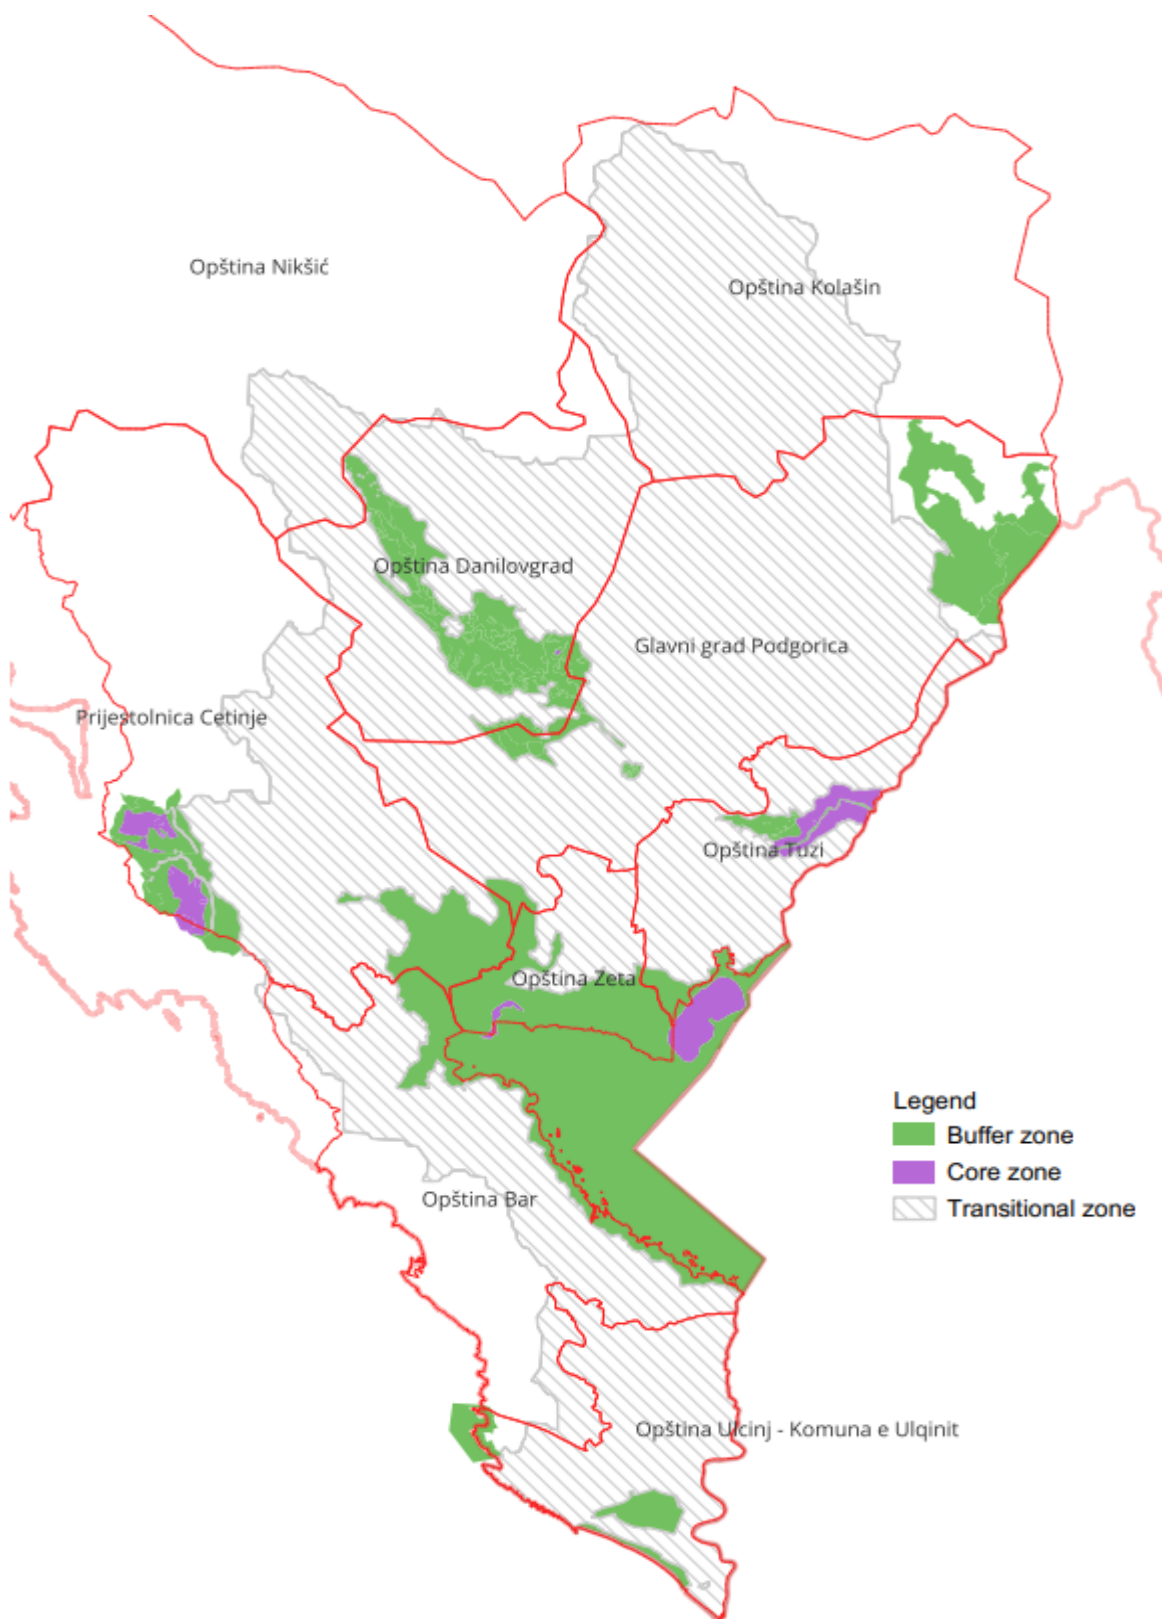 Opština Nikšić
Opština Kolašin
Opština Danilovgrad
Glavni grad Podgorica
Prijestolnica Cetinje
Opština Tuzi
Opština Zeta
Legend
Buffer zone
Core zone
Transitional zone
Opština Bar
Opština Ulcinj - Komuna e Ulqinit